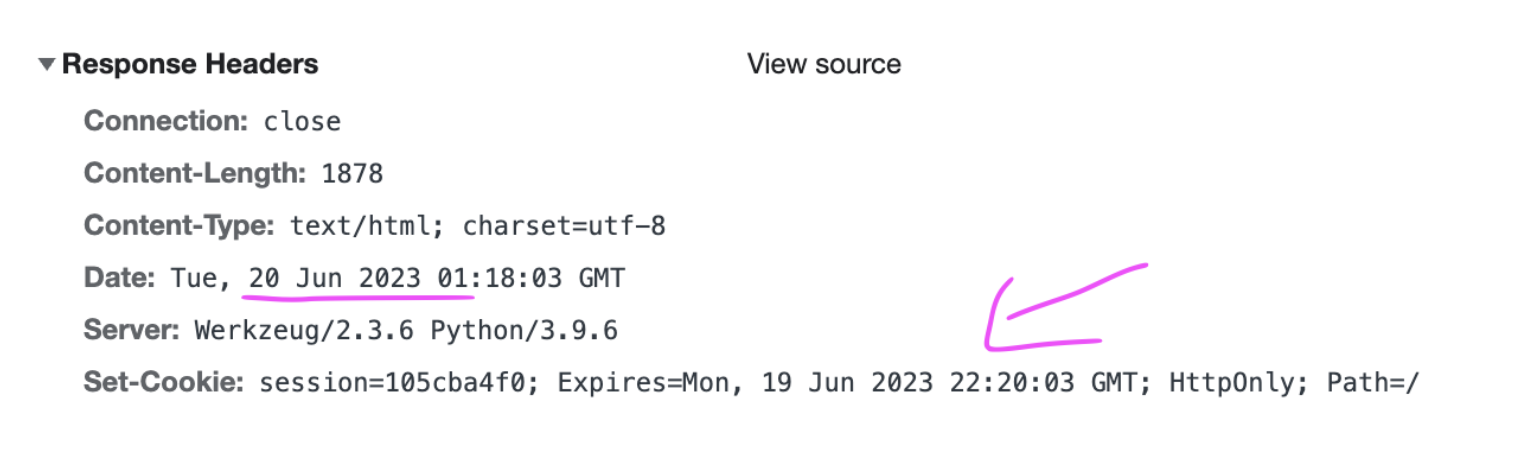 Response Headers View source
Connection: close
Content-Length: 1878
Content-Type: text/html; charset=utf-8
Date: Tue, 20 Jun 2023 01:18:03 GMT
Server: Werkzeug/2.3.6 Python/3.9.6
Set-Cookie: session=105cba4f0; Expires=Mon, 19 Jun 2023 22:20:03 GMT; HttpOnly; Path=/